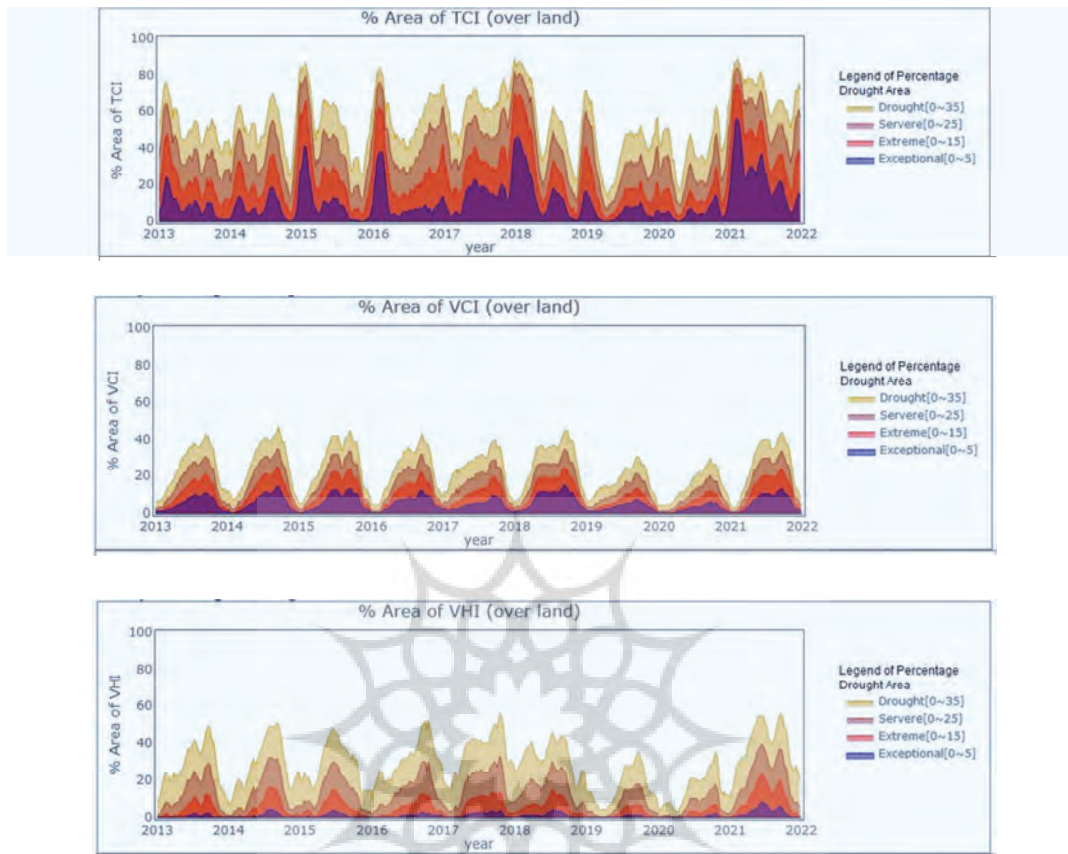 % Area of TCI (over land)
% Area of TCI
100
80
60
40
20
0
2013 2014 2015 2016 2017 2018 2019 2020 2021 2022
year
Legend of Percentage
Drought Area
Drought[0~35]
Servere[0~25]
Extreme[0~15]
Exceptional[0~5]
% Area of VCI (over land)
% Area of VCI
100
80
60
40
20
0
2013 2014 2015 2016 2017 2018 2019 2020 2021 2022
year
Legend of Percentage
Drought Area
Drought[0~35]
Servere[0~25]
Extreme[0~15]
Exceptional[0~5]
% Area of VHI (over land)
% Area of VHI
100
80
60
40
20
0
2013 2014 2015 2016 2017 2018 2019 2020 2021 2022
year
Legend of Percentage
Drought Area
Drought[0~35]
Servere[0~25]
Extreme[0~15]
Exceptional[0~5]